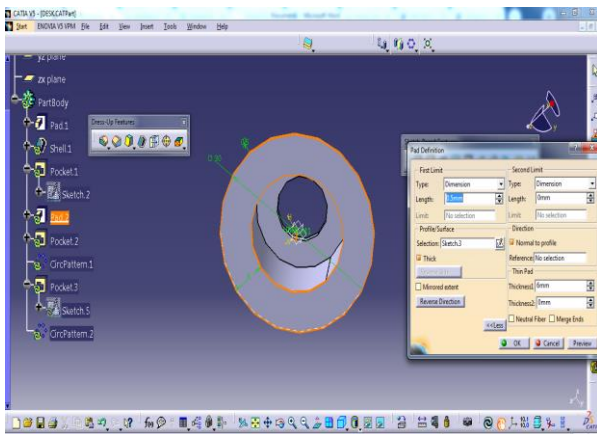 CATIA V5 - [DESK.CATPart]
Start ENOVIA V5 VPM File Edit View Insert Tools Window Help
yz plane
zx plane
PartBody
Pad.1
Shell.1
Pocket.1
Sketch.2
Pad.2
Pocket.2
CircPattern.1
Pocket.3
Sketch.5
CircPattern.2
Dress-Up Features
D 30
Pad Definition
First Limit
Type: Dimension
Length:
Limit: No selection
Profile/Surface
Selection: Sketch.3
Thick
Mirrored extent
Reverse Direction
<<Less
Second Limit
Type: Dimension
Length: 0mm
Limit: No selection
Direction
Normal to profile
Reference: No selection
Thin Pad
Thickness1 6mm
Thickness2: 0mm
Neutral Fiber Merge Ends
OK Cancel Preview